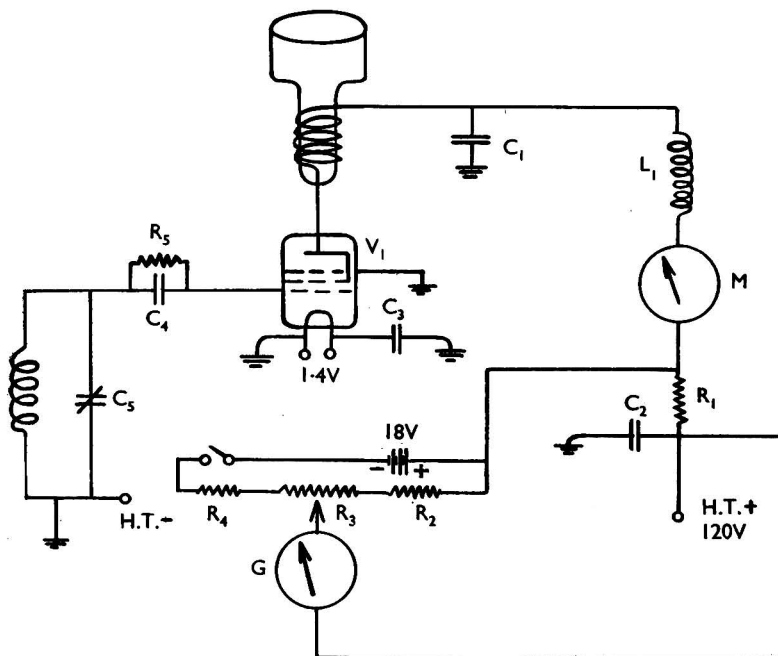 C₁
L₁
R₅
V₁
M
C₄
C₃
1·4V
C₅
R₁
C₂
18V
− +
H.T.−
R₄
R₃
R₂
H.T.+
120V
G